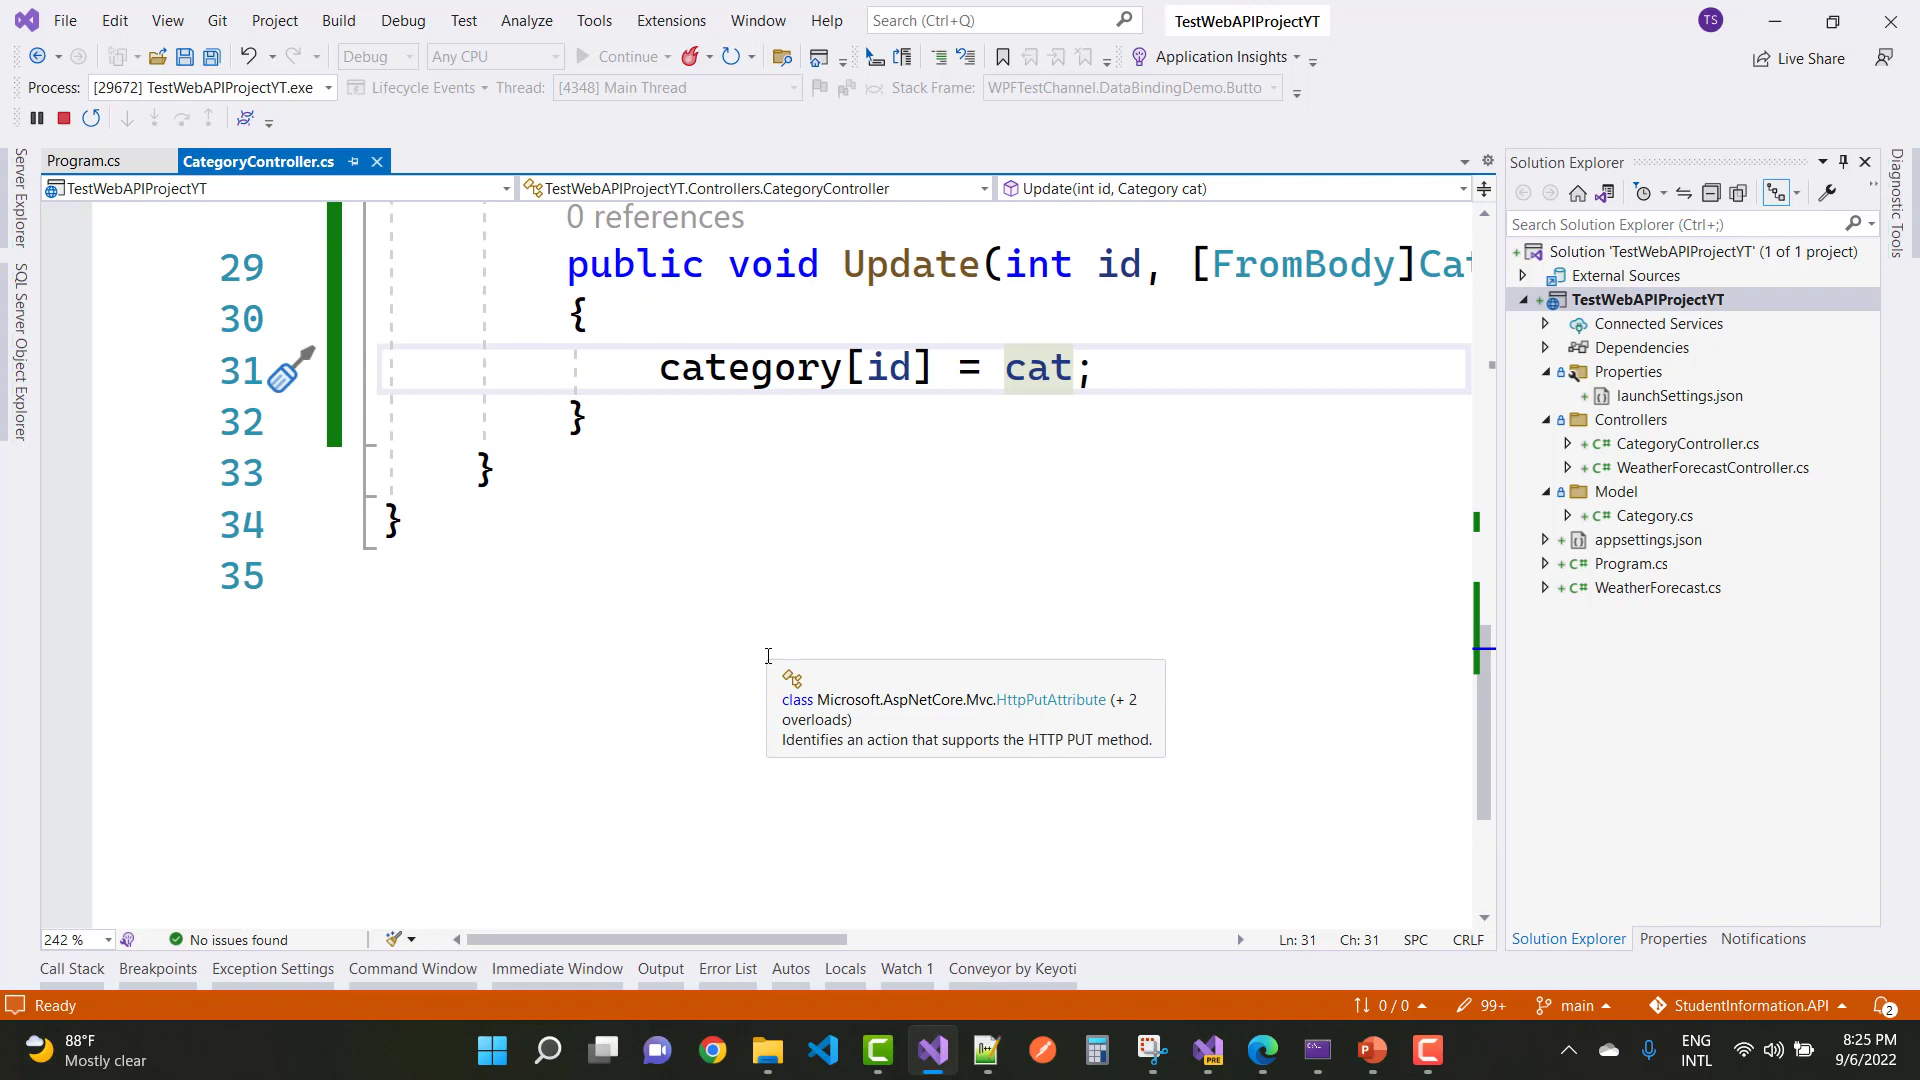 File Edit View Git Project Build Debug Test Analyze Tools Extensions Window Help Search (Ctrl+Q) TestWebAPIProjectYT TS
Debug Any CPU Continue Application Insights Live Share
Process: [29672] TestWebAPIProjectYT.exe Lifecycle Events Thread: [4348] Main Thread Stack Frame: WPFTestChannel.DataBindingDemo.Butto
Program.cs CategoryController.cs
TestWebAPIProjectYT TestWebAPIProjectYT.Controllers.CategoryController Update(int id, Category cat)
Server Explorer
SQL Server Object Explorer
0 references
29 public void Update(int id, [FromBody]Cat
30 {
31 category[id] = cat;
32 }
33 }
34 }
35
class Microsoft.AspNetCore.Mvc.HttpPutAttribute (+ 2
overloads)
Identifies an action that supports the HTTP PUT method.
242 % No issues found Ln: 31 Ch: 31 SPC CRLF
Solution Explorer
Search Solution Explorer (Ctrl+;)
Solution 'TestWebAPIProjectYT' (1 of 1 project)
External Sources
TestWebAPIProjectYT
Connected Services
Dependencies
Properties
launchSettings.json
Controllers
C# CategoryController.cs
C# WeatherForecastController.cs
Model
C# Category.cs
appsettings.json
C# Program.cs
C# WeatherForecast.cs
Solution Explorer Properties Notifications
Diagnostic Tools
Call Stack Breakpoints Exception Settings Command Window Immediate Window Output Error List Autos Locals Watch 1 Conveyor by Keyoti
Ready 0 / 0 99+ main StudentInformation.API 2
88°F
Mostly clear
PRE
ENG
INTL
8:25 PM
9/6/2022